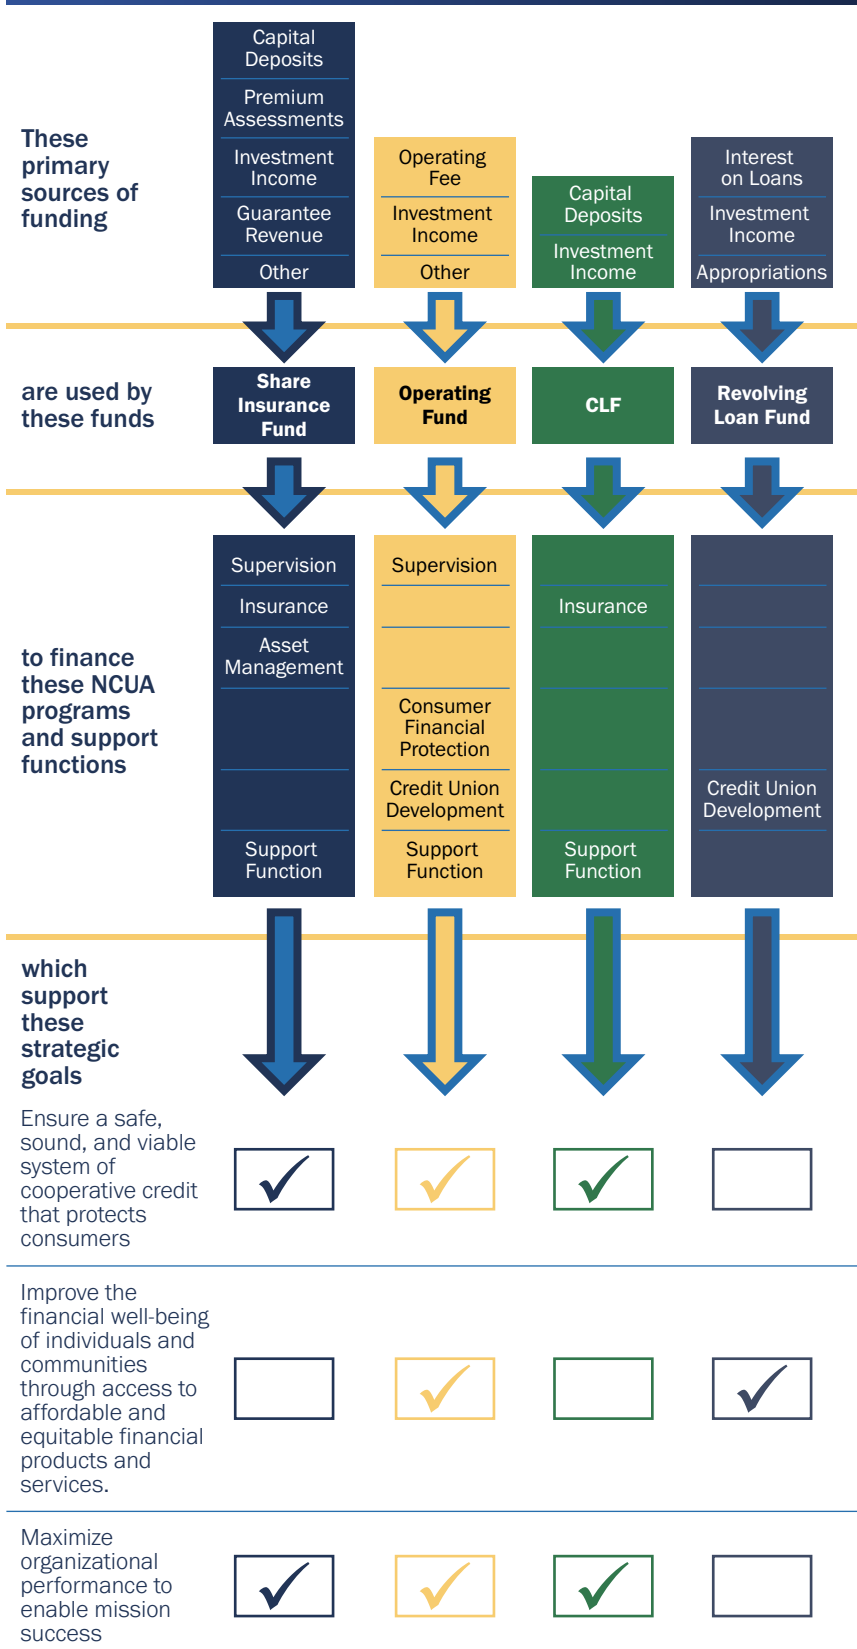 These
primary
sources of
funding
Capital
Deposits
Premium
Assessments
Investment
Income
Guarantee
Revenue
Other
Operating
Fee
Investment
Income
Other
Capital
Deposits
Investment
Income
Interest
on Loans
Investment
Income
Appropriations
are used by
these funds
Share
Insurance
Fund
Operating
Fund
CLF
Revolving
Loan Fund
to finance
these NCUA
programs
and support
functions
Supervision
Insurance
Asset
Management
Support
Function
Supervision
Consumer
Financial
Protection
Credit Union
Development
Support
Function
Insurance
Support
Function
Credit Union
Development
which
support
these
strategic
goals
Ensure a safe,
sound, and viable
system of
cooperative credit
that protects
consumers
Improve the
financial well-being
of individuals and
communities
through access to
affordable and
equitable financial
products and
services.
Maximize
organizational
performance to
enable mission
success